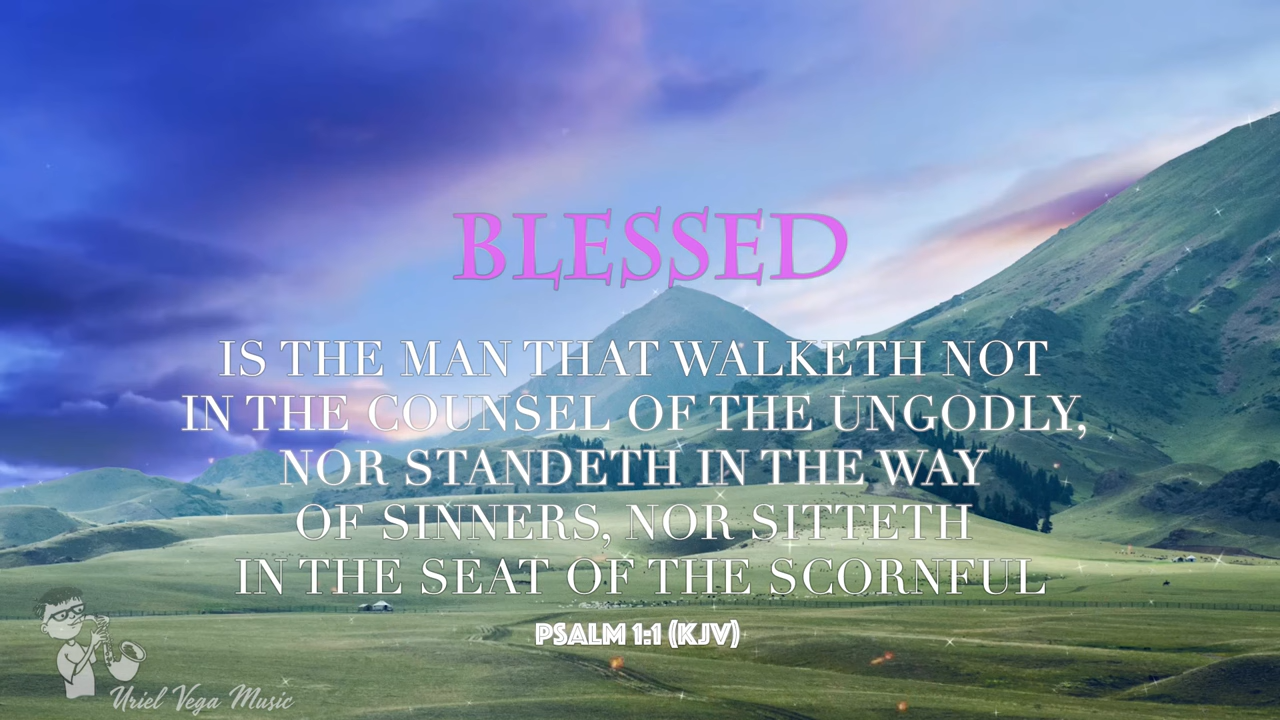 BLESSED
IS THE MAN THAT WALKETH NOT
IN THE COUNSEL OF THE UNGODLY,
NOR STANDETH IN THE WAY
OF SINNERS, NOR SITTETH
IN THE SEAT OF THE SCORNFUL
PSALM 1:1 (KJV)
Uriel Vega Music